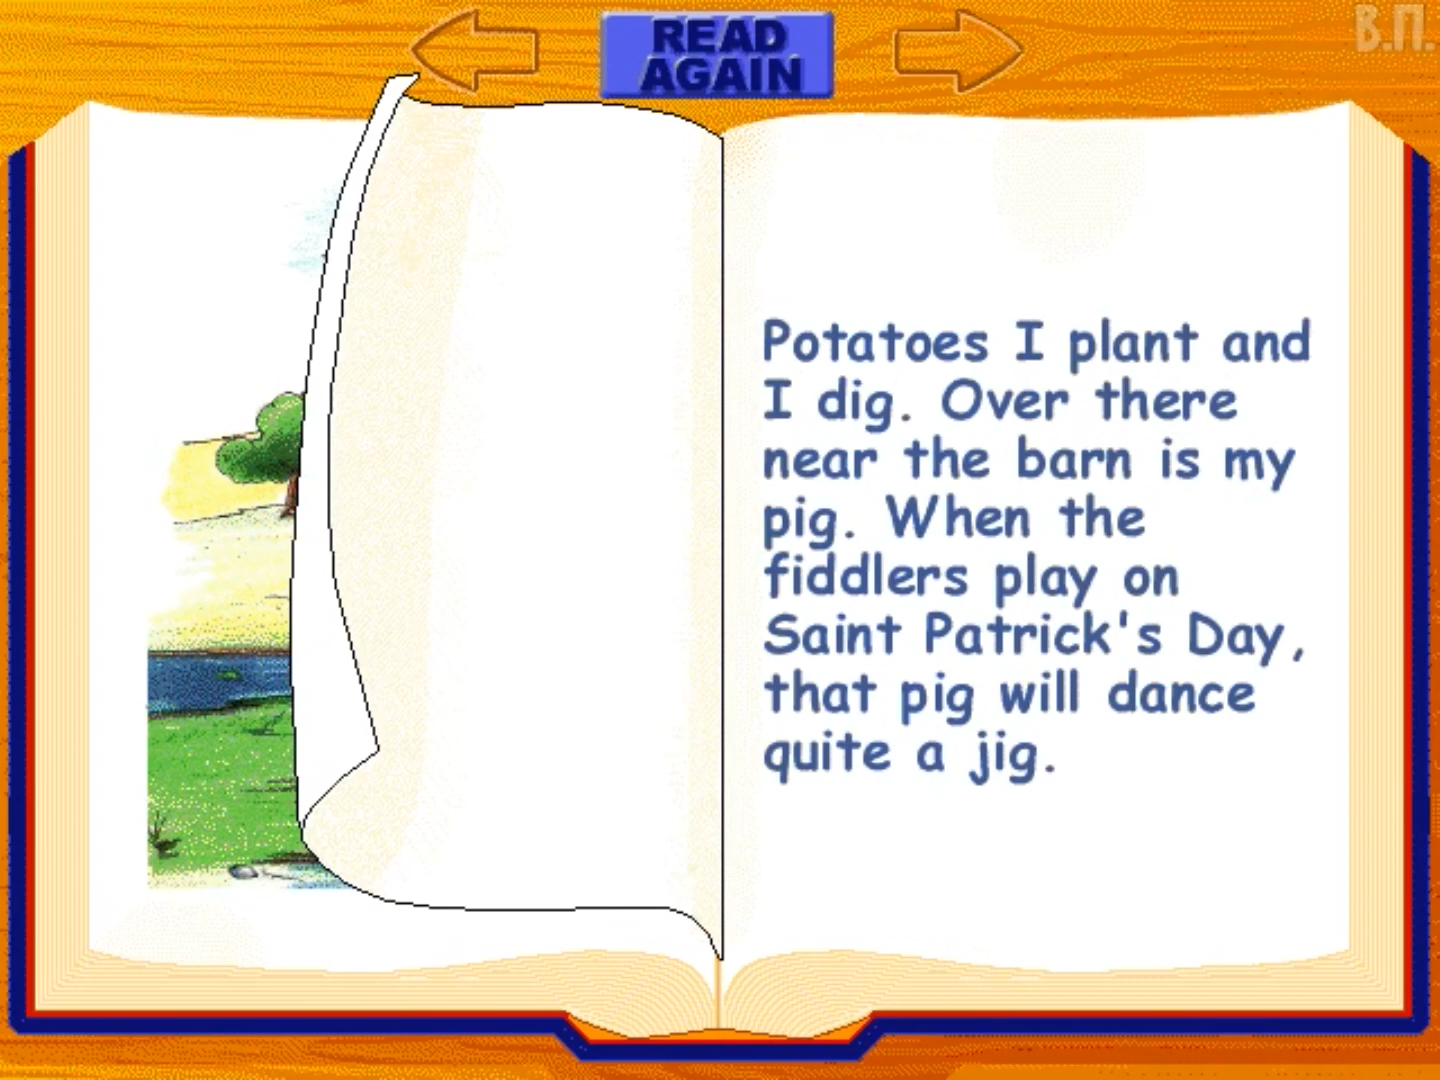 READ
AGAIN
В.П.
Potatoes I plant and
I dig. Over there
near the barn is my
pig. When the
fiddlers play on
Saint Patrick's Day,
that pig will dance
quite a jig.